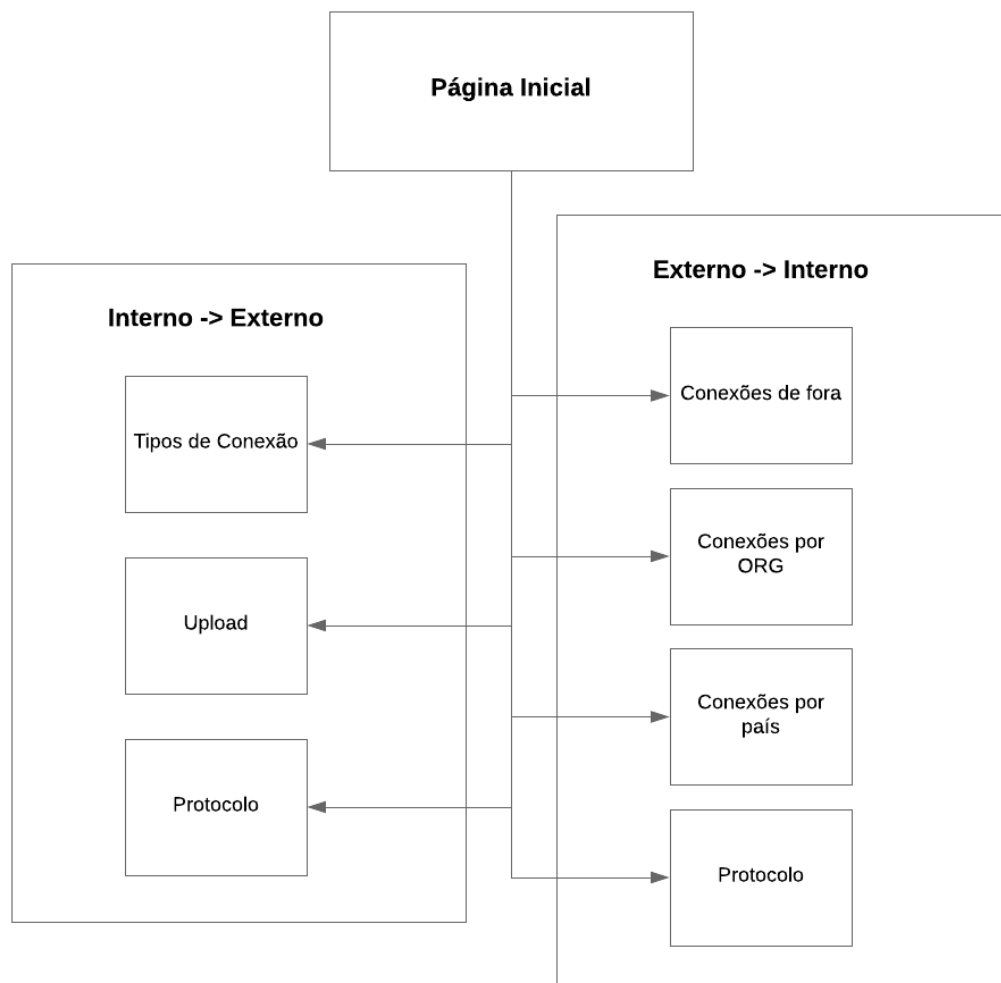 Página Inicial
Interno -> Externo
Tipos de Conexão
Upload
Protocolo
Externo -> Interno
Conexões de fora
Conexões por
ORG
Conexões por
país
Protocolo